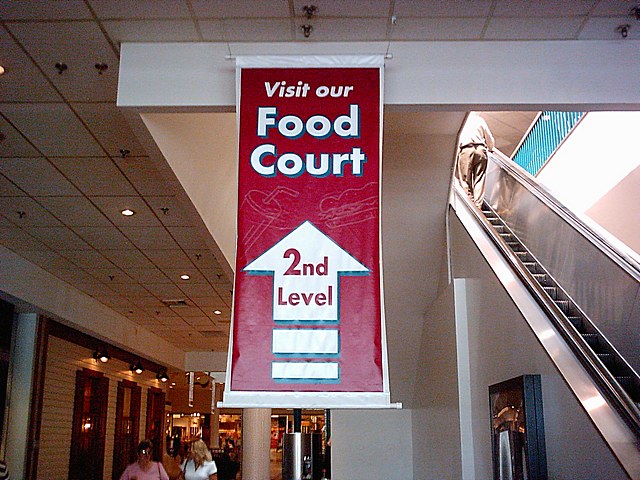 Visit our
Food
Court
2nd
Level